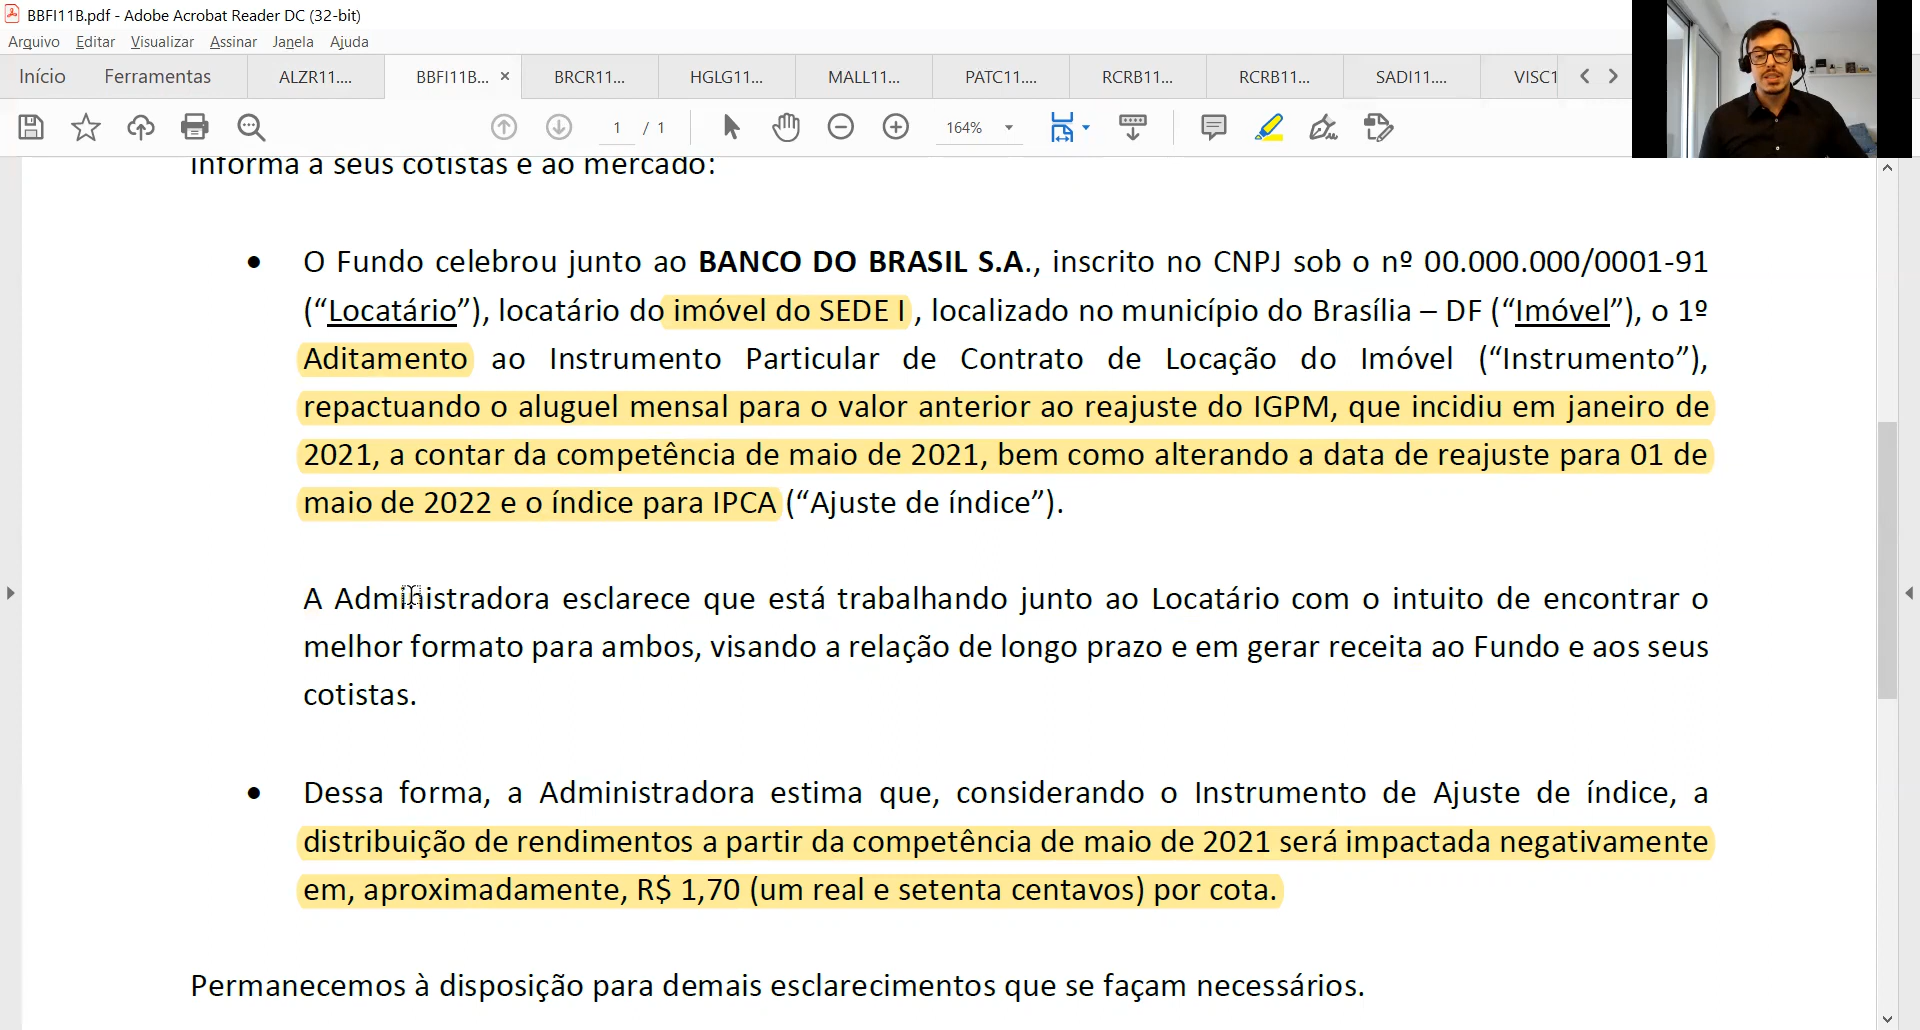 BBFI11B.pdf - Adobe Acrobat Reader DC (32-bit)
Arquivo Editar Visualizar Assinar Janela Ajuda
Início Ferramentas ALZR11.... BBFI11B... × BRCR11... HGLG11... MALL11... PATC11.... RCRB11... RCRB11... SADI11.... VISC1
1 / 1 164%
informa a seus cotistas e ao mercado:
• O Fundo celebrou junto ao BANCO DO BRASIL S.A., inscrito no CNPJ sob o nº 00.000.000/0001-91
(“Locatário”), locatário do imóvel do SEDE I , localizado no município do Brasília – DF (“Imóvel”), o 1º
Aditamento ao Instrumento Particular de Contrato de Locação do Imóvel (“Instrumento”),
repactuando o aluguel mensal para o valor anterior ao reajuste do IGPM, que incidiu em janeiro de
2021, a contar da competência de maio de 2021, bem como alterando a data de reajuste para 01 de
maio de 2022 e o índice para IPCA (“Ajuste de índice”).
A Administradora esclarece que está trabalhando junto ao Locatário com o intuito de encontrar o
melhor formato para ambos, visando a relação de longo prazo e em gerar receita ao Fundo e aos seus
cotistas.
• Dessa forma, a Administradora estima que, considerando o Instrumento de Ajuste de índice, a
distribuição de rendimentos a partir da competência de maio de 2021 será impactada negativamente
em, aproximadamente, R$ 1,70 (um real e setenta centavos) por cota.
Permanecemos à disposição para demais esclarecimentos que se façam necessários.